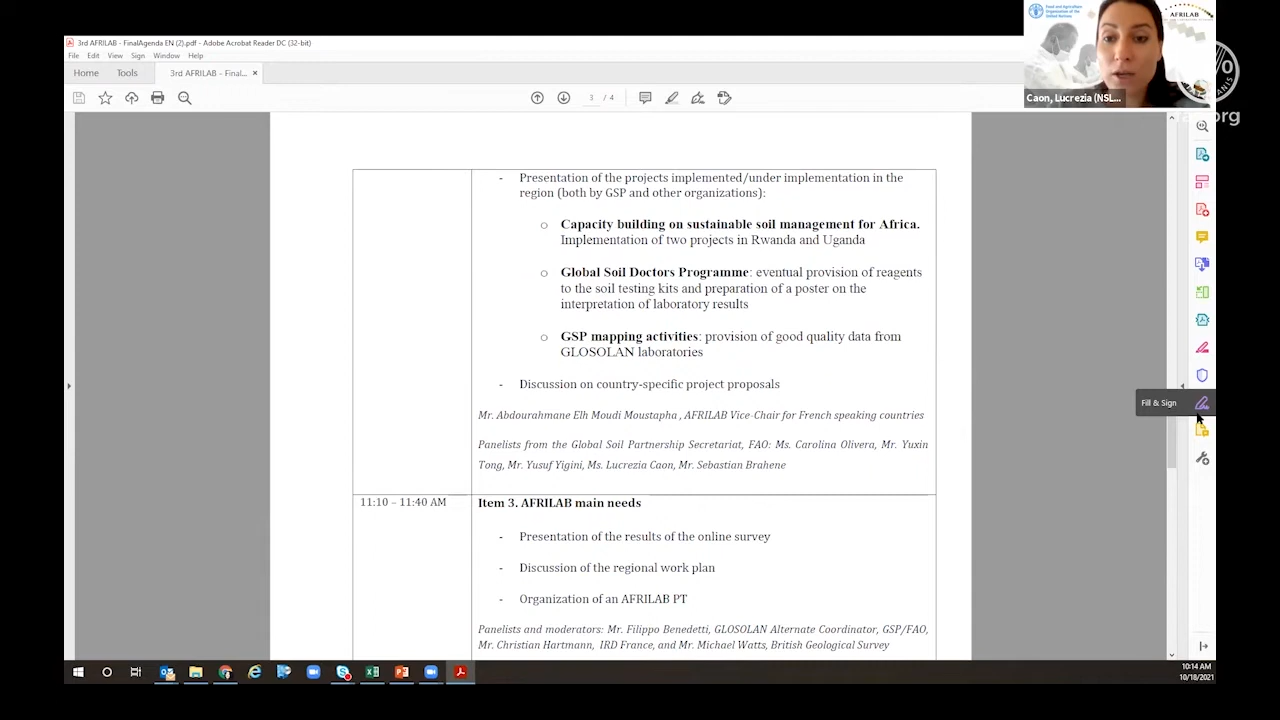 Food and Agriculture
Organization of the
United Nations
AFRILAB
3rd AFRILAB - FinalAgenda EN (2).pdf - Adobe Acrobat Reader DC (32-bit)
File Edit View Sign Window Help
Home Tools 3rd AFRILAB - Final... ×
3 / 4
Caon, Lucrezia (NSL...
.org
- Presentation of the projects implemented/under implementation in the
region (both by GSP and other organizations):
o Capacity building on sustainable soil management for Africa.
Implementation of two projects in Rwanda and Uganda
o Global Soil Doctors Programme: eventual provision of reagents
to the soil testing kits and preparation of a poster on the
interpretation of laboratory results
o GSP mapping activities: provision of good quality data from
GLOSOLAN laboratories
- Discussion on country-specific project proposals
Fill & Sign
Mr. Abdourahmane Elh Moudi Moustapha , AFRILAB Vice-Chair for French speaking countries
Panelists from the Global Soil Partnership Secretariat, FAO: Ms. Carolina Olivera, Mr. Yuxin
Tong, Mr. Yusuf Yigini, Ms. Lucrezia Caon, Mr. Sebastian Brahene
11:10 – 11:40 AM Item 3. AFRILAB main needs
- Presentation of the results of the online survey
- Discussion of the regional work plan
- Organization of an AFRILAB PT
Panelists and moderators: Mr. Filippo Benedetti, GLOSOLAN Alternate Coordinator, GSP/FAO,
Mr. Christian Hartmann, IRD France, and Mr. Michael Watts, British Geological Survey
10:14 AM
10/18/2021